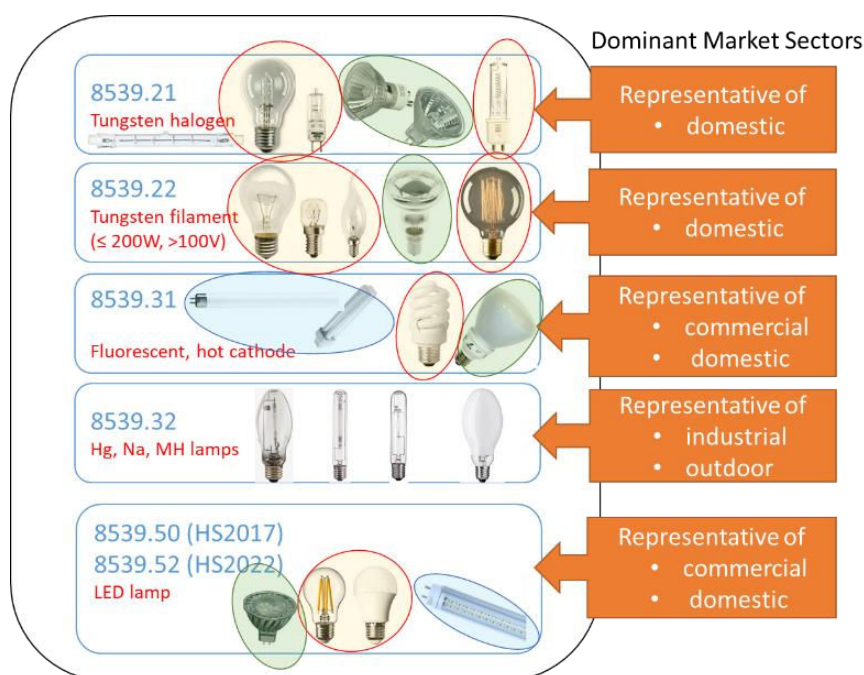 Dominant Market Sectors
8539.21
Tungsten halogen
Representative of
• domestic
8539.22
Tungsten filament
(≤ 200W, >100V)
Representative of
• domestic
8539.31
Fluorescent, hot cathode
Representative of
• commercial
• domestic
8539.32
Hg, Na, MH lamps
Representative of
• industrial
• outdoor
8539.50 (HS2017)
8539.52 (HS2022)
LED lamp
Representative of
• commercial
• domestic